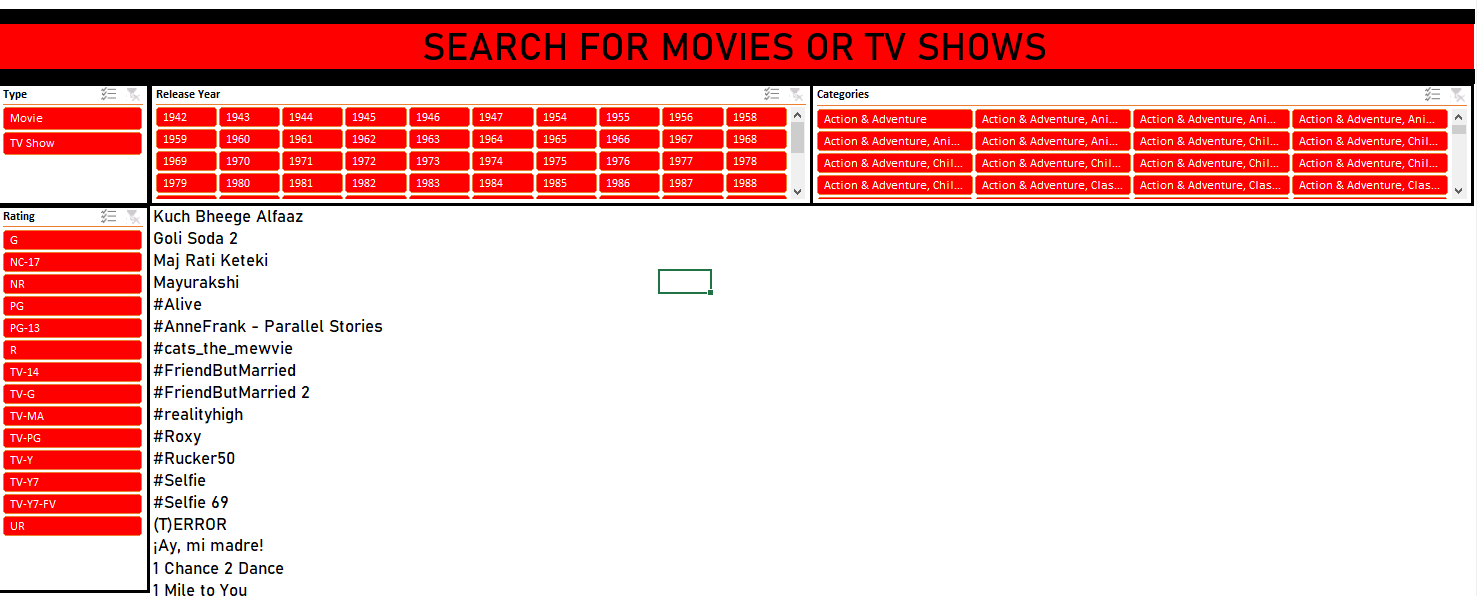 SEARCH FOR MOVIES OR TV SHOWS
Type
Movie
TV Show
Release Year
1942 1943 1944 1945 1946 1947 1954 1955 1956 1958
1959 1960 1961 1962 1963 1964 1965 1966 1967 1968
1969 1970 1971 1972 1973 1974 1975 1976 1977 1978
1979 1980 1981 1982 1983 1984 1985 1986 1987 1988
Categories
Action & Adventure Action & Adventure, Ani... Action & Adventure, Ani... Action & Adventure, Ani...
Action & Adventure, Ani... Action & Adventure, Ani... Action & Adventure, Chil... Action & Adventure, Chil...
Action & Adventure, Chil... Action & Adventure, Chil... Action & Adventure, Chil... Action & Adventure, Chil...
Action & Adventure, Chil... Action & Adventure, Clas... Action & Adventure, Clas... Action & Adventure, Clas...
Rating
G
NC-17
NR
PG
PG-13
R
TV-14
TV-G
TV-MA
TV-PG
TV-Y
TV-Y7
TV-Y7-FV
UR
Kuch Bheege Alfaaz
Goli Soda 2
Maj Rati Keteki
Mayurakshi
#Alive
#AnneFrank - Parallel Stories
#cats_the_mewvie
#FriendButMarried
#FriendButMarried 2
#realityhigh
#Roxy
#Rucker50
#Selfie
#Selfie 69
(T)ERROR
¡Ay, mi madre!
1 Chance 2 Dance
1 Mile to You